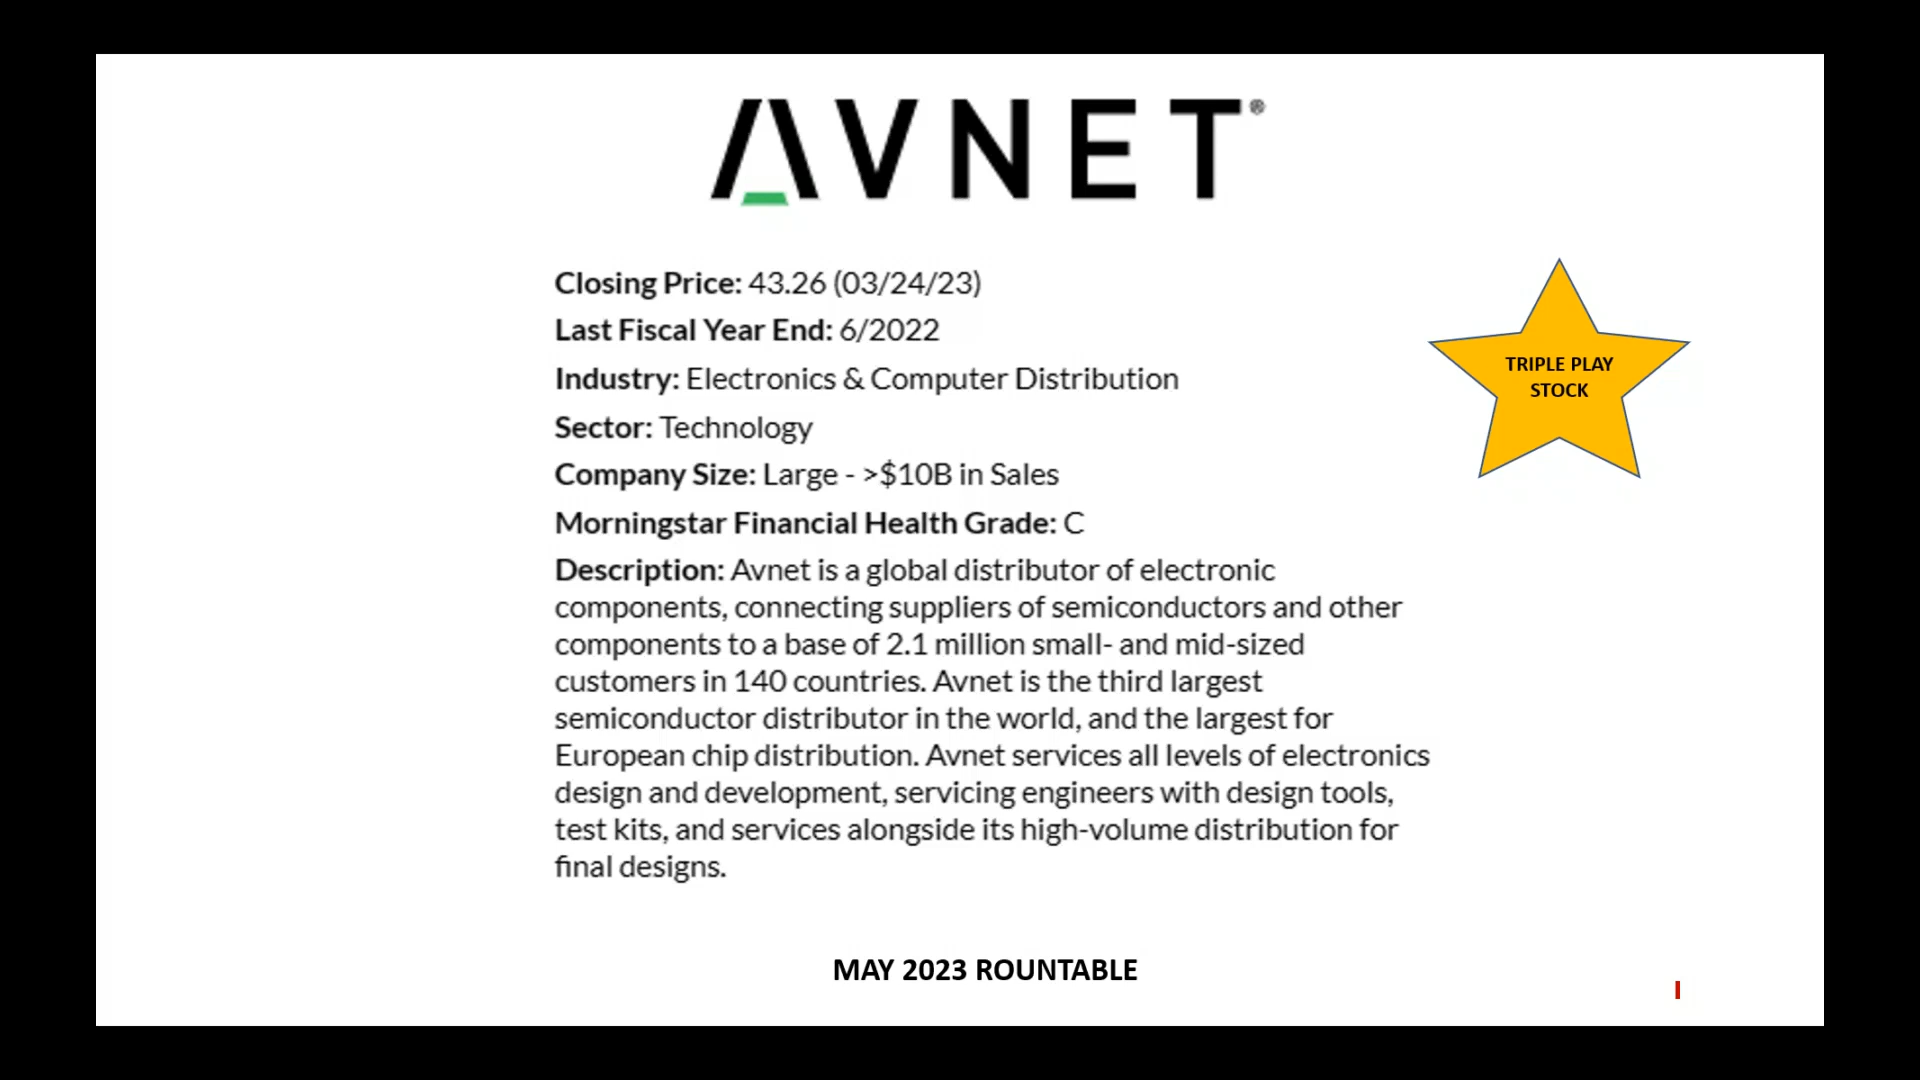 AVNET®
Closing Price: 43.26 (03/24/23)
Last Fiscal Year End: 6/2022
Industry: Electronics & Computer Distribution
Sector: Technology
Company Size: Large - >$10B in Sales
Morningstar Financial Health Grade: C
Description: Avnet is a global distributor of electronic
components, connecting suppliers of semiconductors and other
components to a base of 2.1 million small- and mid-sized
customers in 140 countries. Avnet is the third largest
semiconductor distributor in the world, and the largest for
European chip distribution. Avnet services all levels of electronics
design and development, servicing engineers with design tools,
test kits, and services alongside its high-volume distribution for
final designs.
TRIPLE PLAY
STOCK
MAY 2023 ROUNTABLE